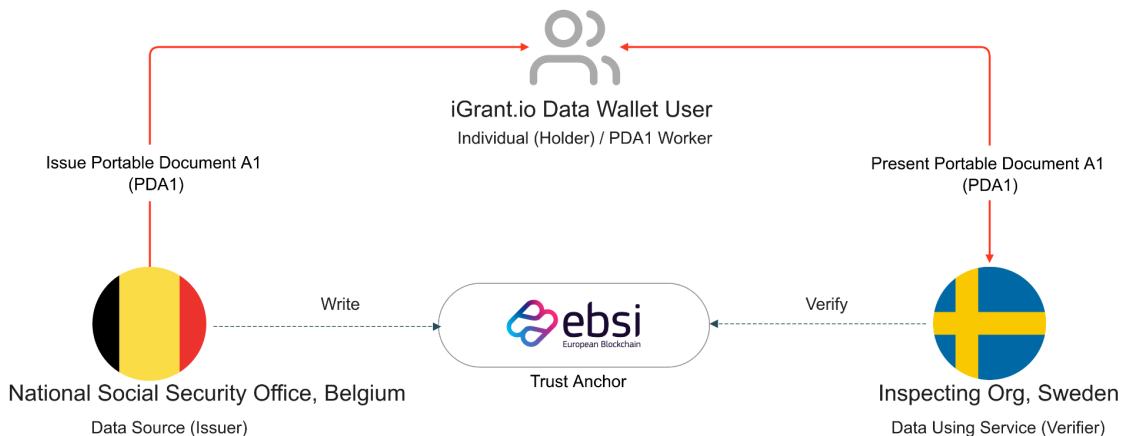 iGrant.io Data Wallet User
Individual (Holder) / PDA1 Worker
Issue Portable Document A1
(PDA1)
Present Portable Document A1
(PDA1)
Write
ebsi
European Blockchain
Verify
Trust Anchor
National Social Security Office, Belgium
Data Source (Issuer)
Inspecting Org, Sweden
Data Using Service (Verifier)